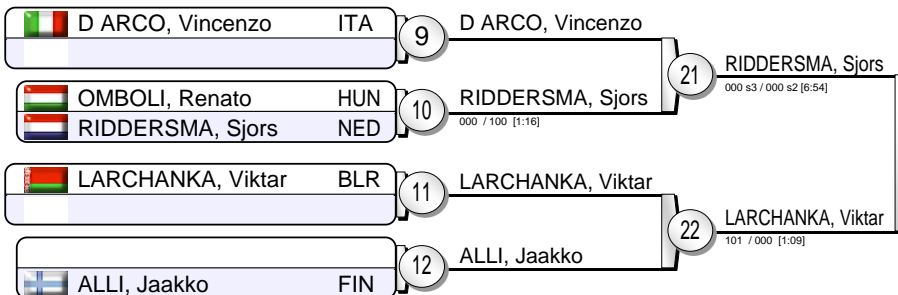 D ARCO, Vincenzo ITA
9
D ARCO, Vincenzo
21
RIDDERSMA, Sjors
000 s3 / 000 s2 [6:54]
OMBOLI, Renato HUN
RIDDERSMA, Sjors NED
10
RIDDERSMA, Sjors
000 / 100 [1:16]
LARCHANKA, Viktar BLR
11
LARCHANKA, Viktar
22
LARCHANKA, Viktar
101 / 000 [1:09]
ALLI, Jaakko FIN
12
ALLI, Jaakko